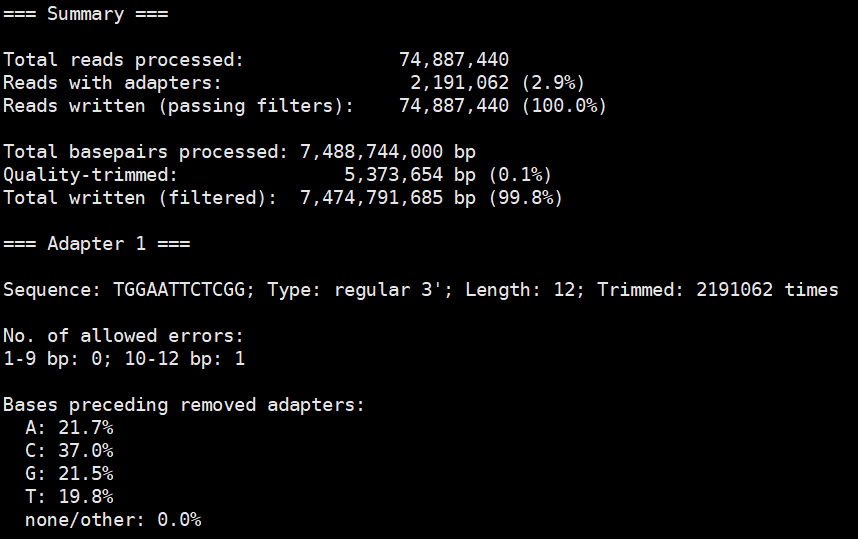 === Summary ===
Total reads processed: 74,887,440
Reads with adapters: 2,191,062 (2.9%)
Reads written (passing filters): 74,887,440 (100.0%)
Total basepairs processed: 7,488,744,000 bp
Quality-trimmed: 5,373,654 bp (0.1%)
Total written (filtered): 7,474,791,685 bp (99.8%)
=== Adapter 1 ===
Sequence: TGGAATTCTCGG; Type: regular 3'; Length: 12; Trimmed: 2191062 times
No. of allowed errors:
1-9 bp: 0; 10-12 bp: 1
Bases preceding removed adapters:
A: 21.7%
C: 37.0%
G: 21.5%
T: 19.8%
none/other: 0.0%